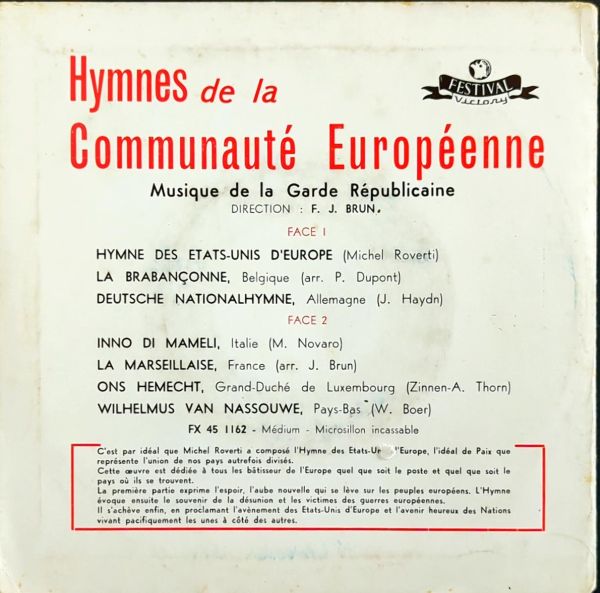 Hymnes de la
Communauté Européenne
FESTIVAL
Victory
Musique de la Garde Républicaine
DIRECTION : F. J. BRUN.
FACE 1
HYMNE DES ETATS-UNIS D'EUROPE (Michel Roverti)
LA BRABANÇONNE, Belgique (arr. P. Dupont)
DEUTSCHE NATIONALHYMNE, Allemagne (J. Haydn)
FACE 2
INNO DI MAMELI, Italie (M. Novaro)
LA MARSEILLAISE, France (arr. J. Brun)
ONS HEMECHT, Grand-Duché de Luxembourg (Zinnen-A. Thorn)
WILHELMUS VAN NASSOUWE, Pays-Bas (W. Boer)
FX 45 1162 - Médium - Microsillon incassable
C'est par idéal que Michel Roverti a composé l'Hymne des Etats-Un l'Europe, l'idéal de Paix que
représente l'union de nos pays autrefois divisés.
Cette œuvre est dédiée à tous les bâtisseur de l'Europe quel que soit le poste et quel que soit le
pays où ils se trouvent.
La première partie exprime l'espoir, l'aube nouvelle qui se lève sur les peuples européens. L'Hymne
évoque ensuite le souvenir de la désunion et les victimes des guerres européennes.
Il s'achève enfin, en proclamant l'avènement des Etats-Unis d'Europe et l'avenir heureux des Nations
vivant pacifiquement les unes à côté des autres.